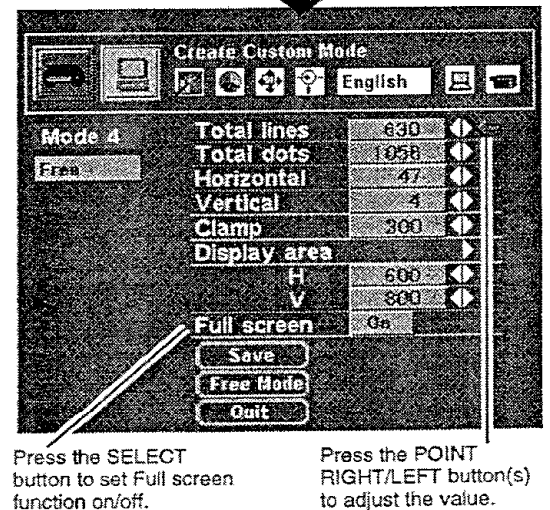 Create Custom Mode
English
Mode 4
Free
Total lines 630
Total dots 1058
Horizontal 47
Vertical 4
Clamp 300
Display area
H 600
V 800
Full screen On
Save
Free Mode
Quit
Press the SELECT
button to set Full screen
function on/off.
Press the POINT
RIGHT/LEFT button(s)
to adjust the value.